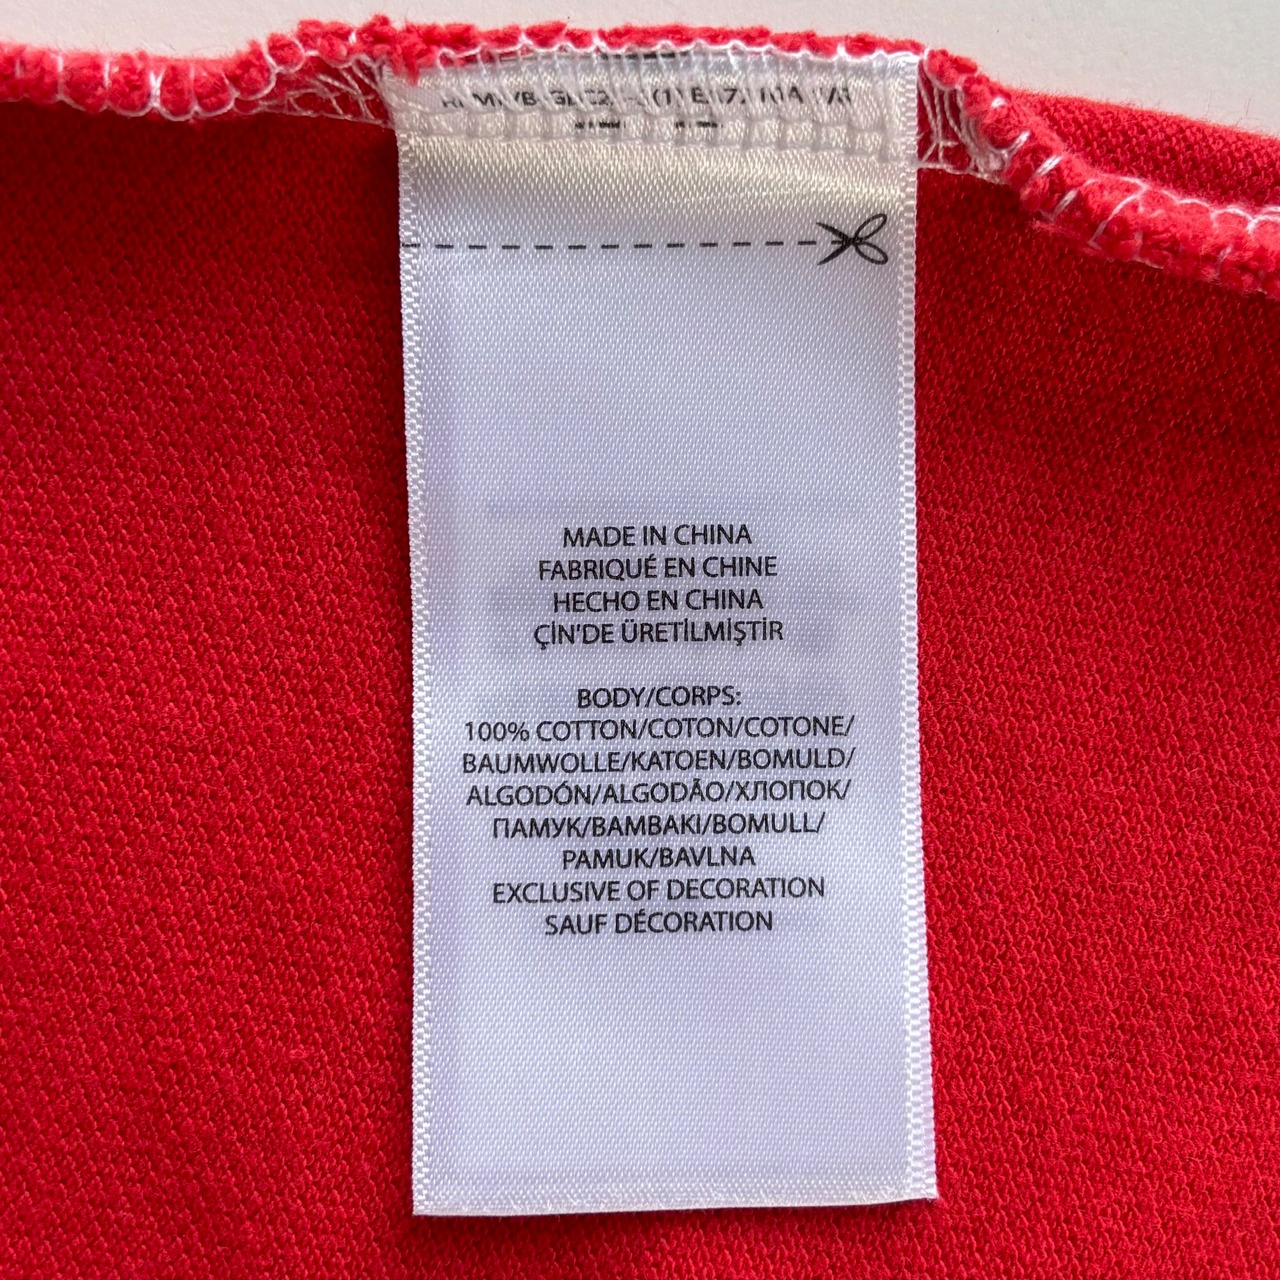 MADE IN CHINA
FABRIQUÉ EN CHINE
HECHO EN CHINA
ÇİN'DE ÜRETİLMİŞTİR
BODY/CORPS:
100% COTTON/COTON/COTONE/
BAUMWOLLE/KATOEN/BOMULD/
ALGODÓN/ALGODÃO/ХЛОПОК/
ПАМУК/BAMBAKI/BOMULL/
PAMUK/BAVLNA
EXCLUSIVE OF DECORATION
SAUF DÉCORATION